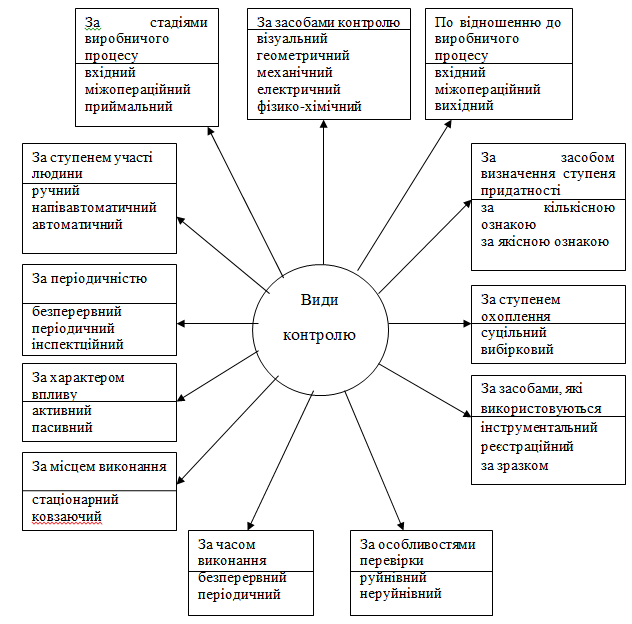 За стадіями
виробничого
процесу
вхідний
міжопераційний
приймальний
За засобами контролю
візуальний
геометричний
механічний
електричний
фізико-хімічний
По відношенню до
виробничого
процесу
вхідний
міжопераційний
вихідний
За ступенем участі
людини
ручний
напівавтоматичний
автоматичний
За засобом
визначення ступеня
придатності
за кількісною
ознакою
за якісною ознакою
За періодичністю
безперервний
періодичний
інспектційний
Види
контролю
За ступенем
охоплення
суцільний
вибірковий
За характером
впливу
активний
пасивний
За засобами, які
використовуються
інструментальний
реєстраційний
за зразком
За місцем виконання
стаціонарний
ковзаючий
За часом
виконання
безперервний
періодичний
За особливостями
перевірки
руйнівний
неруйнівний